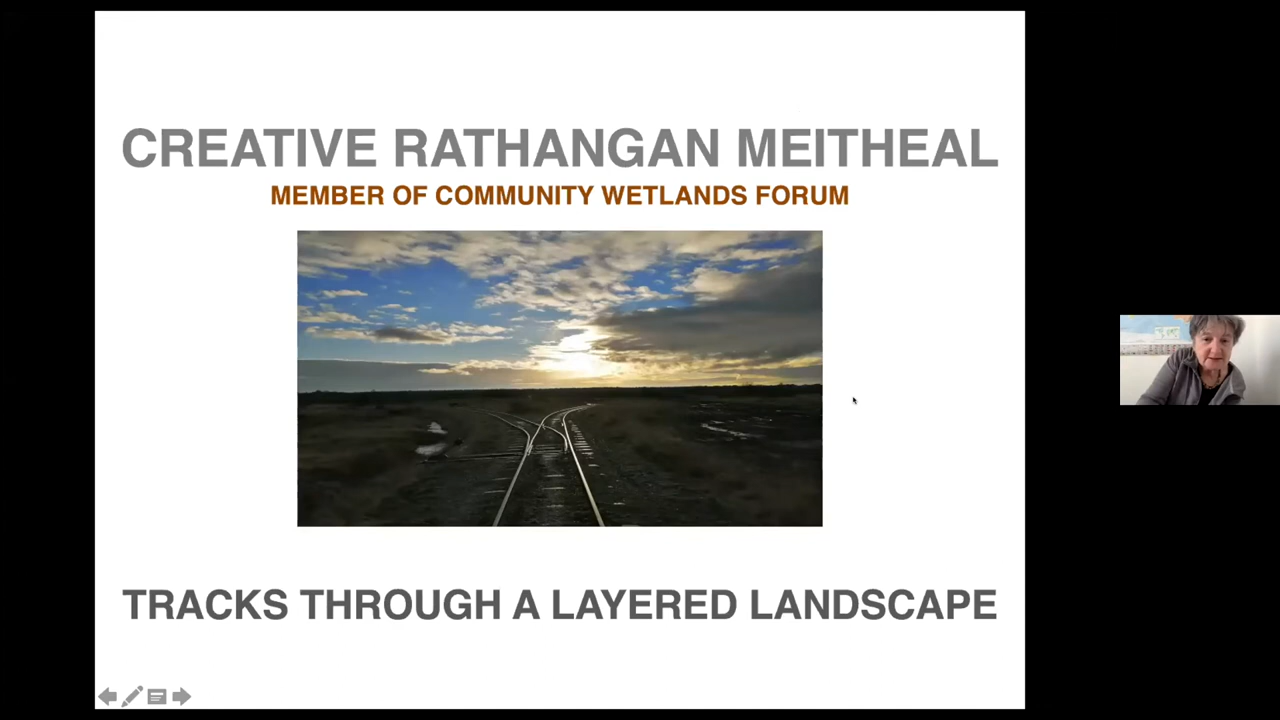 CREATIVE RATHANGAN MEITHEAL
MEMBER OF COMMUNITY WETLANDS FORUM
TRACKS THROUGH A LAYERED LANDSCAPE